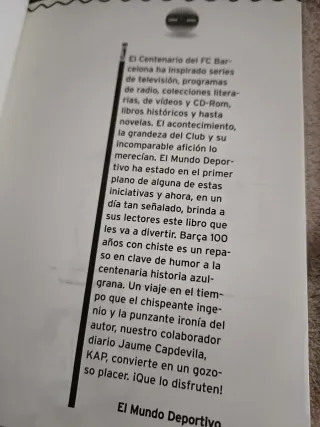 El Centenario del FC Bar-
celona ha inspirado series
de televisión, programas
de radio, colecciones litera-
rias, de vídeos y CD-Rom,
libros históricos y hasta
novelas. El acontecimiento,
la grandeza del Club y su
incomparable afición lo
merecían. El Mundo Depor-
tivo ha estado en el primer
plano de alguna de estas
iniciativas y ahora, en un
día tan señalado, brinda a
sus lectores este libro que
les va a divertir. Barça 100
años con chiste es un repa-
so en clave de humor a la
centenaria historia azul-
grana. Un viaje en el tiem-
po que el chispeante inge-
nio y la punzante ironía del
autor, nuestro colaborador
diario Jaume Capdevila,
KAP, convierte en un gozo-
so placer. ¡Que lo disfruten!
El Mundo Deportivo